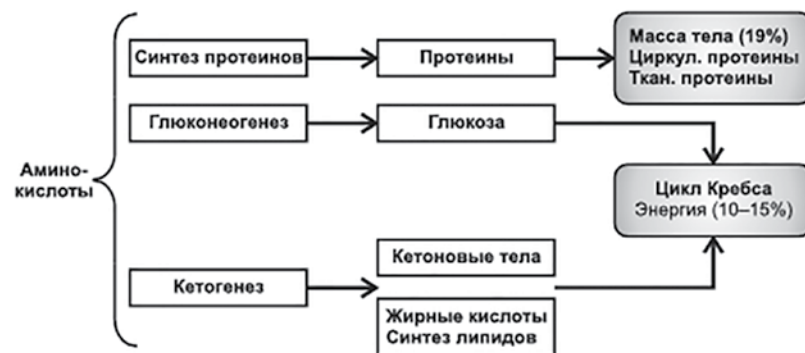 Амино-
кислоты
Синтез протеинов
Протеины
Масса тела (19%)
Циркул. протеины
Ткан. протеины
Глюконеогенез
Глюкоза
Цикл Кребса
Энергия (10–15%)
Кетогенез
Кетоновые тела
Жирные кислоты
Синтез липидов